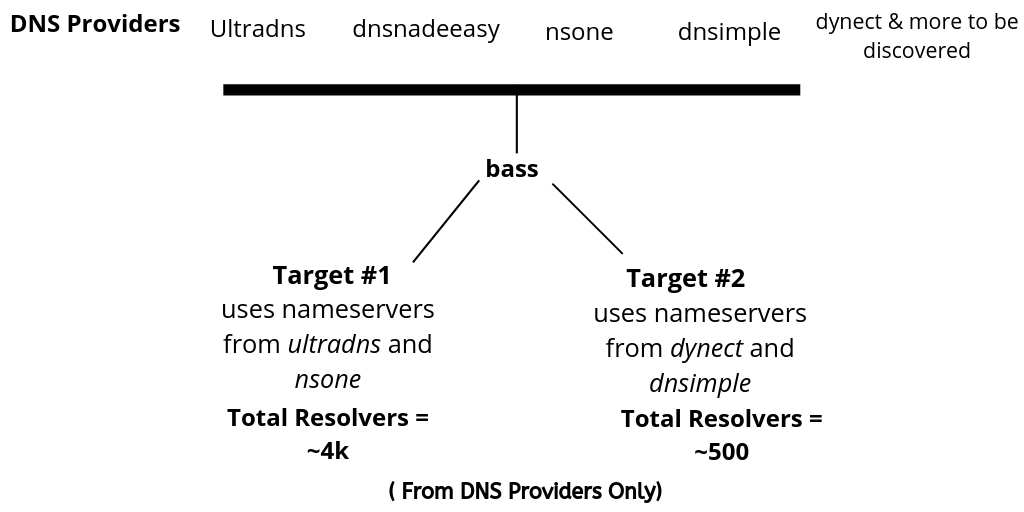 DNS Providers Ultradns dnsnadeeasy nsone dnsimple dynect & more to be
discovered
bass
Target #1
uses nameservers
from ultradns and
nsone
Total Resolvers =
~4k
Target #2
uses nameservers
from dynect and
dnsimple
Total Resolvers =
~500
( From DNS Providers Only)